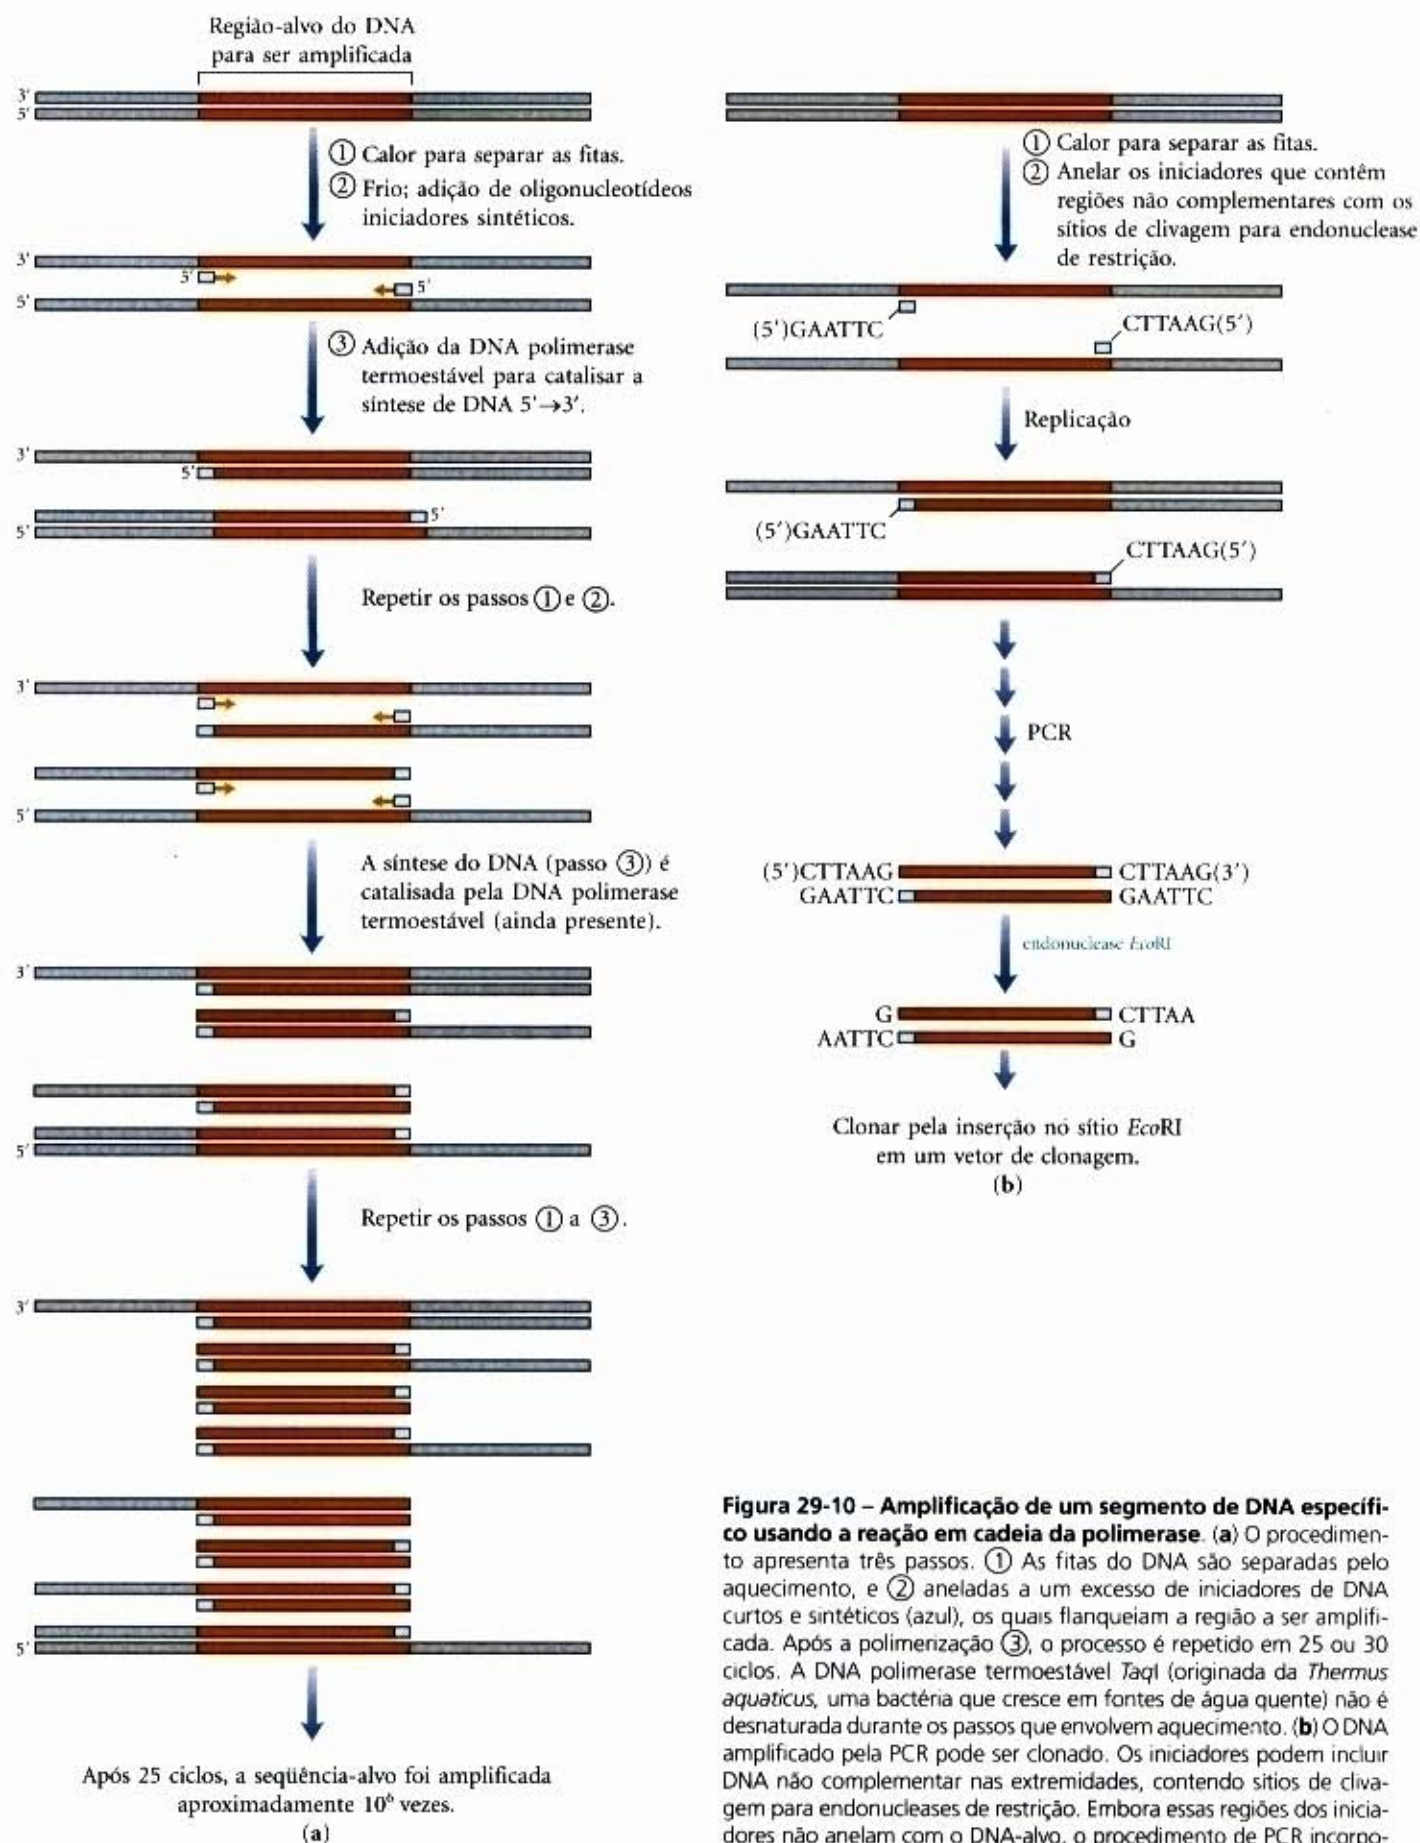 Região-alvo do DNA
para ser amplificada
3'
5'
① Calor para separar as fitas.
② Frio; adição de oligonucleotídeos
iniciadores sintéticos.
3'
5'
5'
5'
③ Adição da DNA polimerase
termoestável para catalisar a
síntese de DNA 5'→3'.
3'
5'
5'
5'
Repetir os passos ① e ②.
3'
5'
A síntese do DNA (passo ③) é
catalisada pela DNA polimerase
termoestável (ainda presente).
3'
5'
Repetir os passos ① a ③.
3'
5'
Após 25 ciclos, a seqüência-alvo foi amplificada
aproximadamente 10⁶ vezes.
(a)
① Calor para separar as fitas.
② Anelar os iniciadores que contêm
regiões não complementares com os
sítios de clivagem para endonuclease
de restrição.
(5')GAATTC
CTTAAG(5')
Replicação
(5')GAATTC
CTTAAG(5')
PCR
(5')CTTAAG CTTAAG(3')
GAATTC GAATTC
endonuclease EcoRI
G CTTAA
AATTC G
Clonar pela inserção no sítio EcoRI
em um vetor de clonagem.
(b)
Figura 29-10 – Amplificação de um segmento de DNA específi-
co usando a reação em cadeia da polimerase. (a) O procedimen-
to apresenta três passos. ① As fitas do DNA são separadas pelo
aquecimento, e ② aneladas a um excesso de iniciadores de DNA
curtos e sintéticos (azul), os quais flanqueiam a região a ser amplifi-
cada. Após a polimerização ③, o processo é repetido em 25 ou 30
ciclos. A DNA polimerase termoestável TaqI (originada da Thermus
aquaticus, uma bactéria que cresce em fontes de água quente) não é
desnaturada durante os passos que envolvem aquecimento. (b) O DNA
amplificado pela PCR pode ser clonado. Os iniciadores podem incluir
DNA não complementar nas extremidades, contendo sítios de cliva-
gem para endonucleases de restrição. Embora essas regiões dos inicia-
dores não anelam com o DNA-alvo, o procedimento de PCR incorpo-